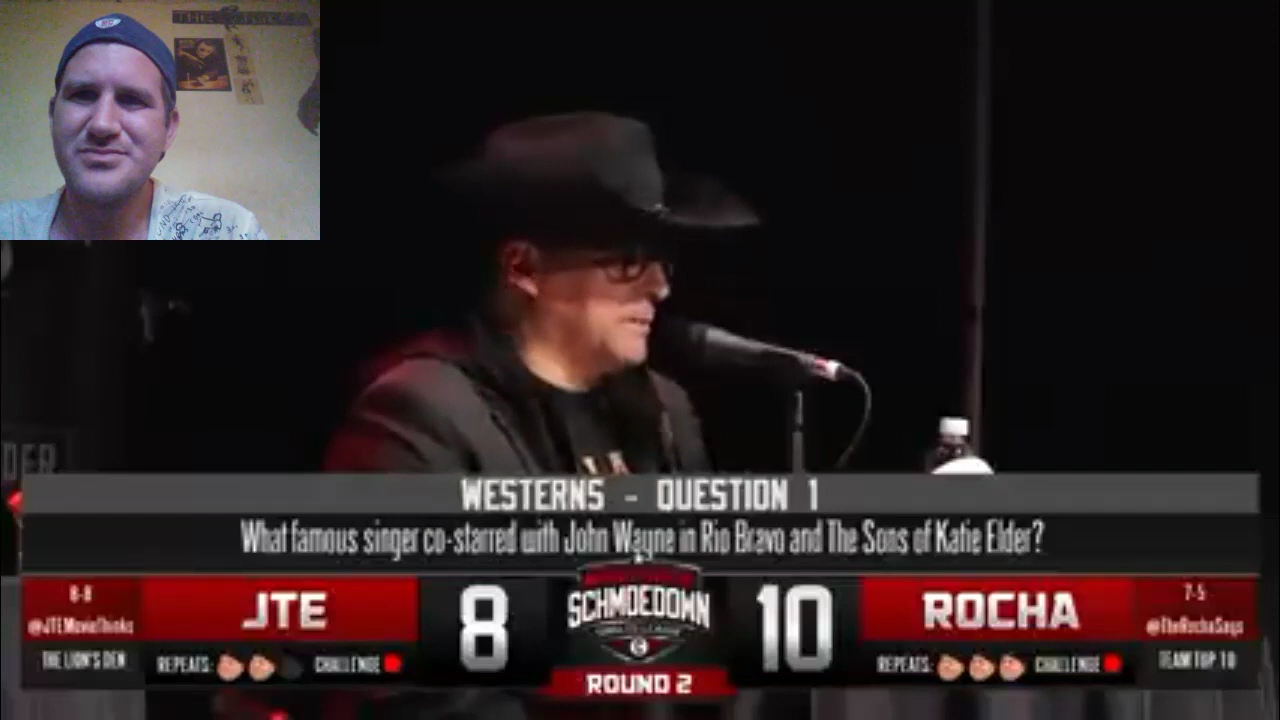 DER
WESTERNS - QUESTION 1
What famous singer co-starred with John Wayne in Rio Bravo and The Sons of Katie Elder?
8-8
@JTEMovieThinks
THE LION'S DEN
JTE
REPEATS:
CHALLENGE
8
SCHMOEDOWN
ROUND 2
10
ROCHA
REPEATS:
CHALLENGE
7-5
@TheRochaSays
TEAM TOP 10